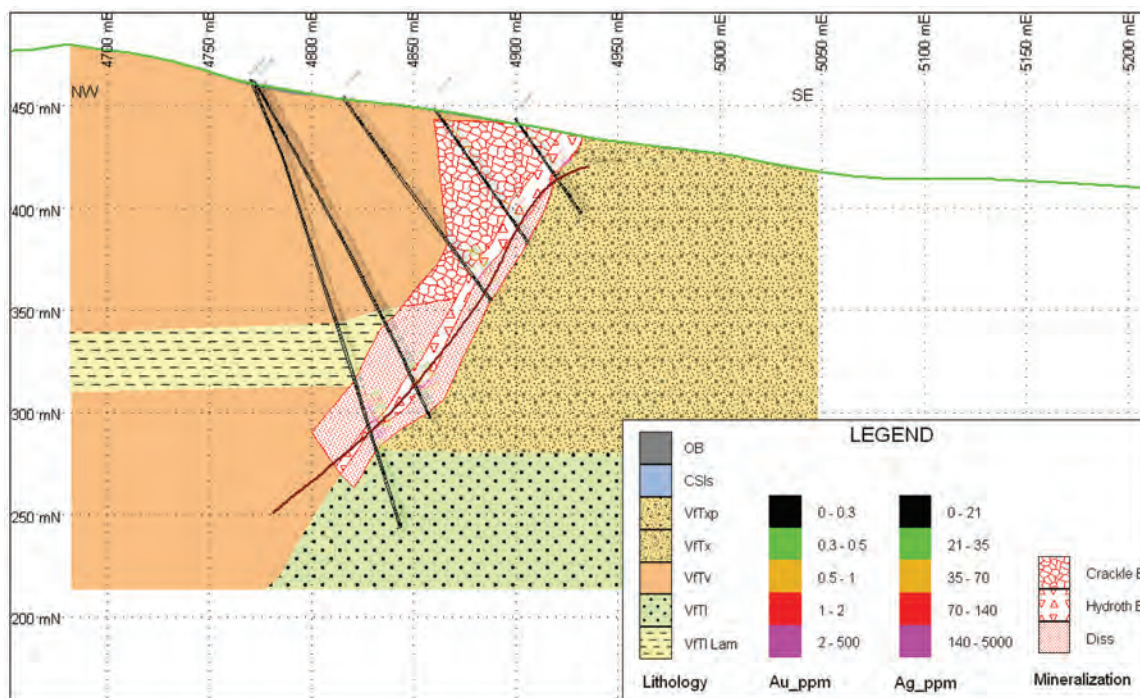 4700 mE
4750 mE
4800 mE
4850 mE
4900 mE
4950 mE
5000 mE
5050 mE
5100 mE
5150 mE
5200 mE
NW
SE
450 mN
400 mN
350 mN
300 mN
250 mN
200 mN
LEGEND
OB
CSls
VfTxp
VfTx
VfTv
VfTl
VfTl Lam
Lithology
0 - 0.3
0.3 - 0.5
0.5 - 1
1 - 2
2 - 500
Au_ppm
0 - 21
21 - 35
35 - 70
70 - 140
140 - 5000
Ag_ppm
Crackle B
Hydroth B
Diss
Mineralization